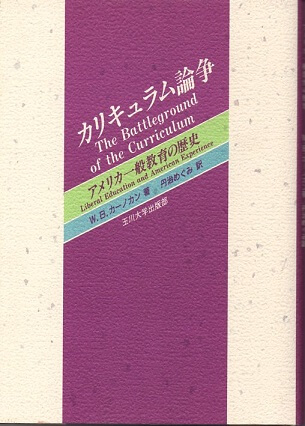 カリキュラム論争
The Battleground
of the Curriculum
アメリカ一般教育の歴史
Liberal Education and American Experience
W.B.カーノカン 著 丹治めぐみ 訳
玉川大学出版部